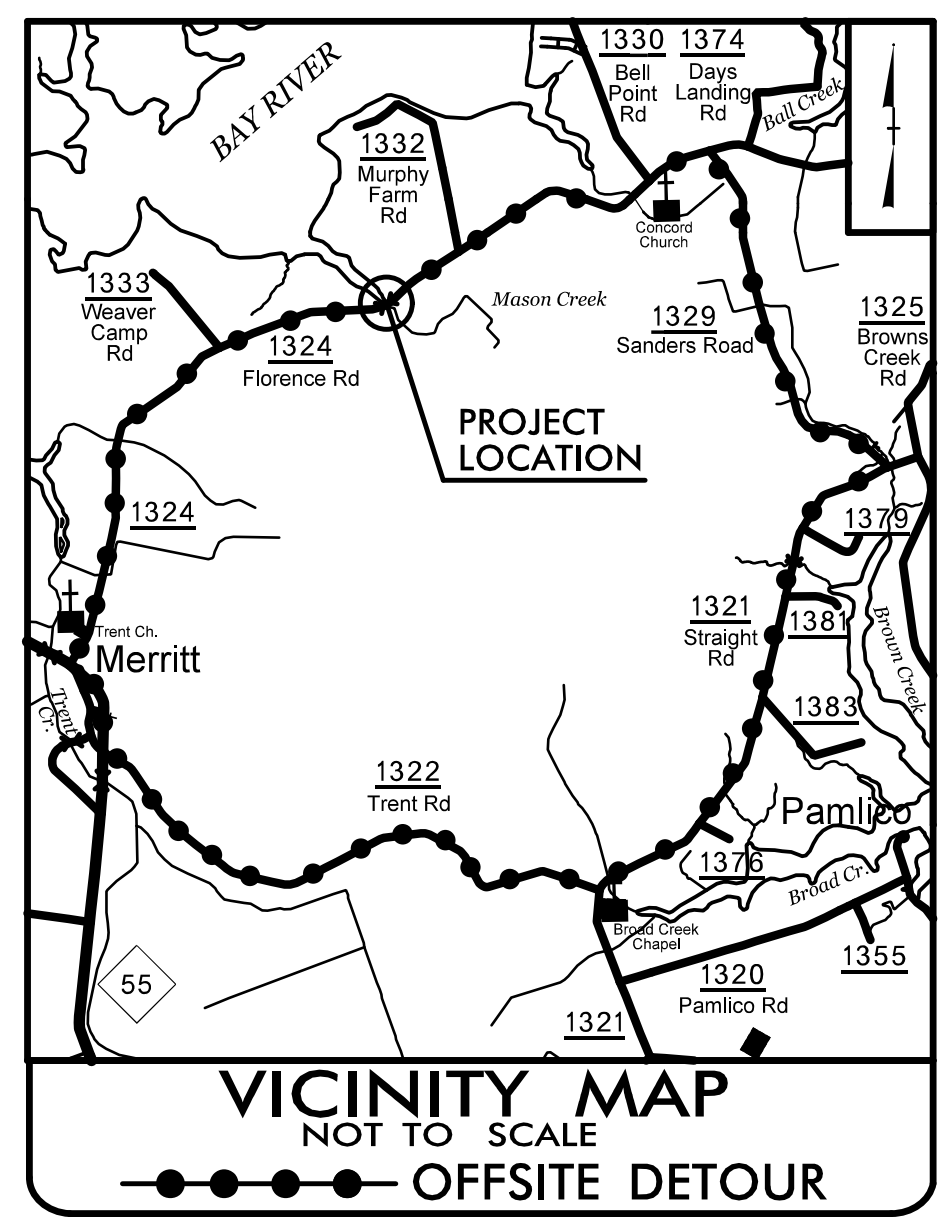 BAY RIVER
1330
Bell
Point
Rd
1374
Days
Landing
Rd
Ball Creek
1332
Murphy
Farm
Rd
Concord
Church
1333
Weaver
Camp
Rd
Mason Creek
1324
Florence Rd
1329
Sanders Road
1325
Browns
Creek
Rd
PROJECT
LOCATION
1324
1379
1321
Straight
Rd
1381
Brown Creek
Trent Ch.
Merritt
Trent
Cr.
1383
1322
Trent Rd
Pamlico
1376
Broad Cr.
Broad Creek
Chapel
1355
55
1320
Pamlico Rd
1321
VICINITY MAP
NOT TO SCALE
OFFSITE DETOUR